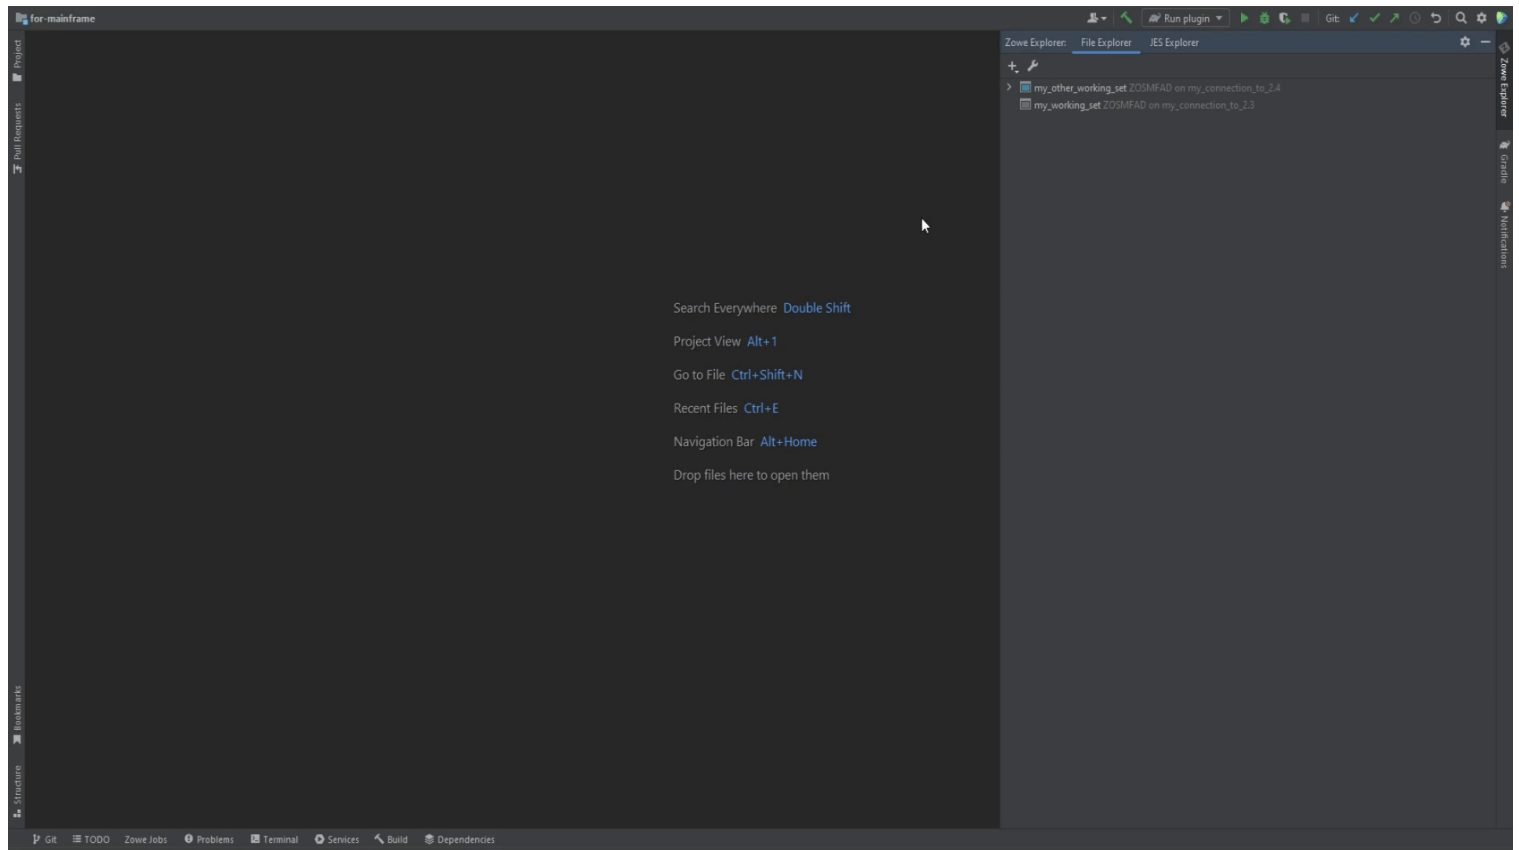 for-mainframe
Run plugin
Git:
Project
Pull Requests
Bookmarks
Structure
Search Everywhere Double Shift
Project View Alt+1
Go to File Ctrl+Shift+N
Recent Files Ctrl+E
Navigation Bar Alt+Home
Drop files here to open them
Zowe Explorer: File Explorer JES Explorer
my_other_working_set ZOSMFAD on my_connection_to_2.4
my_working_set ZOSMFAD on my_connection_to_2.3
Zowe Explorer
Gradle
Notifications
Git TODO Zowe Jobs Problems Terminal Services Build Dependencies